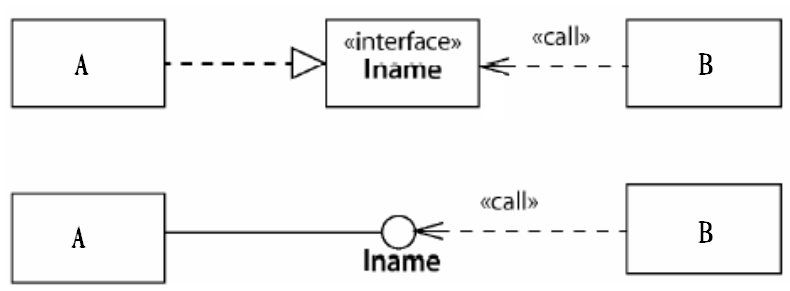 A
«interface»
Iname
«call»
B
A
Iname
«call»
B